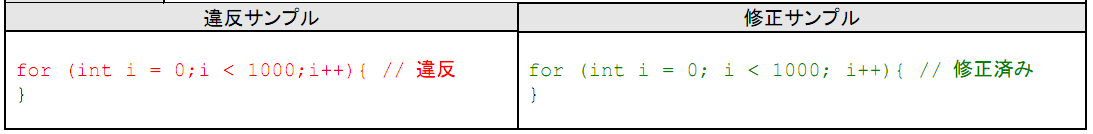 違反サンプル
修正サンプル
for (int i = 0;i < 1000;i++){ // 違反
}
for (int i = 0; i < 1000; i++){ // 修正済み
}